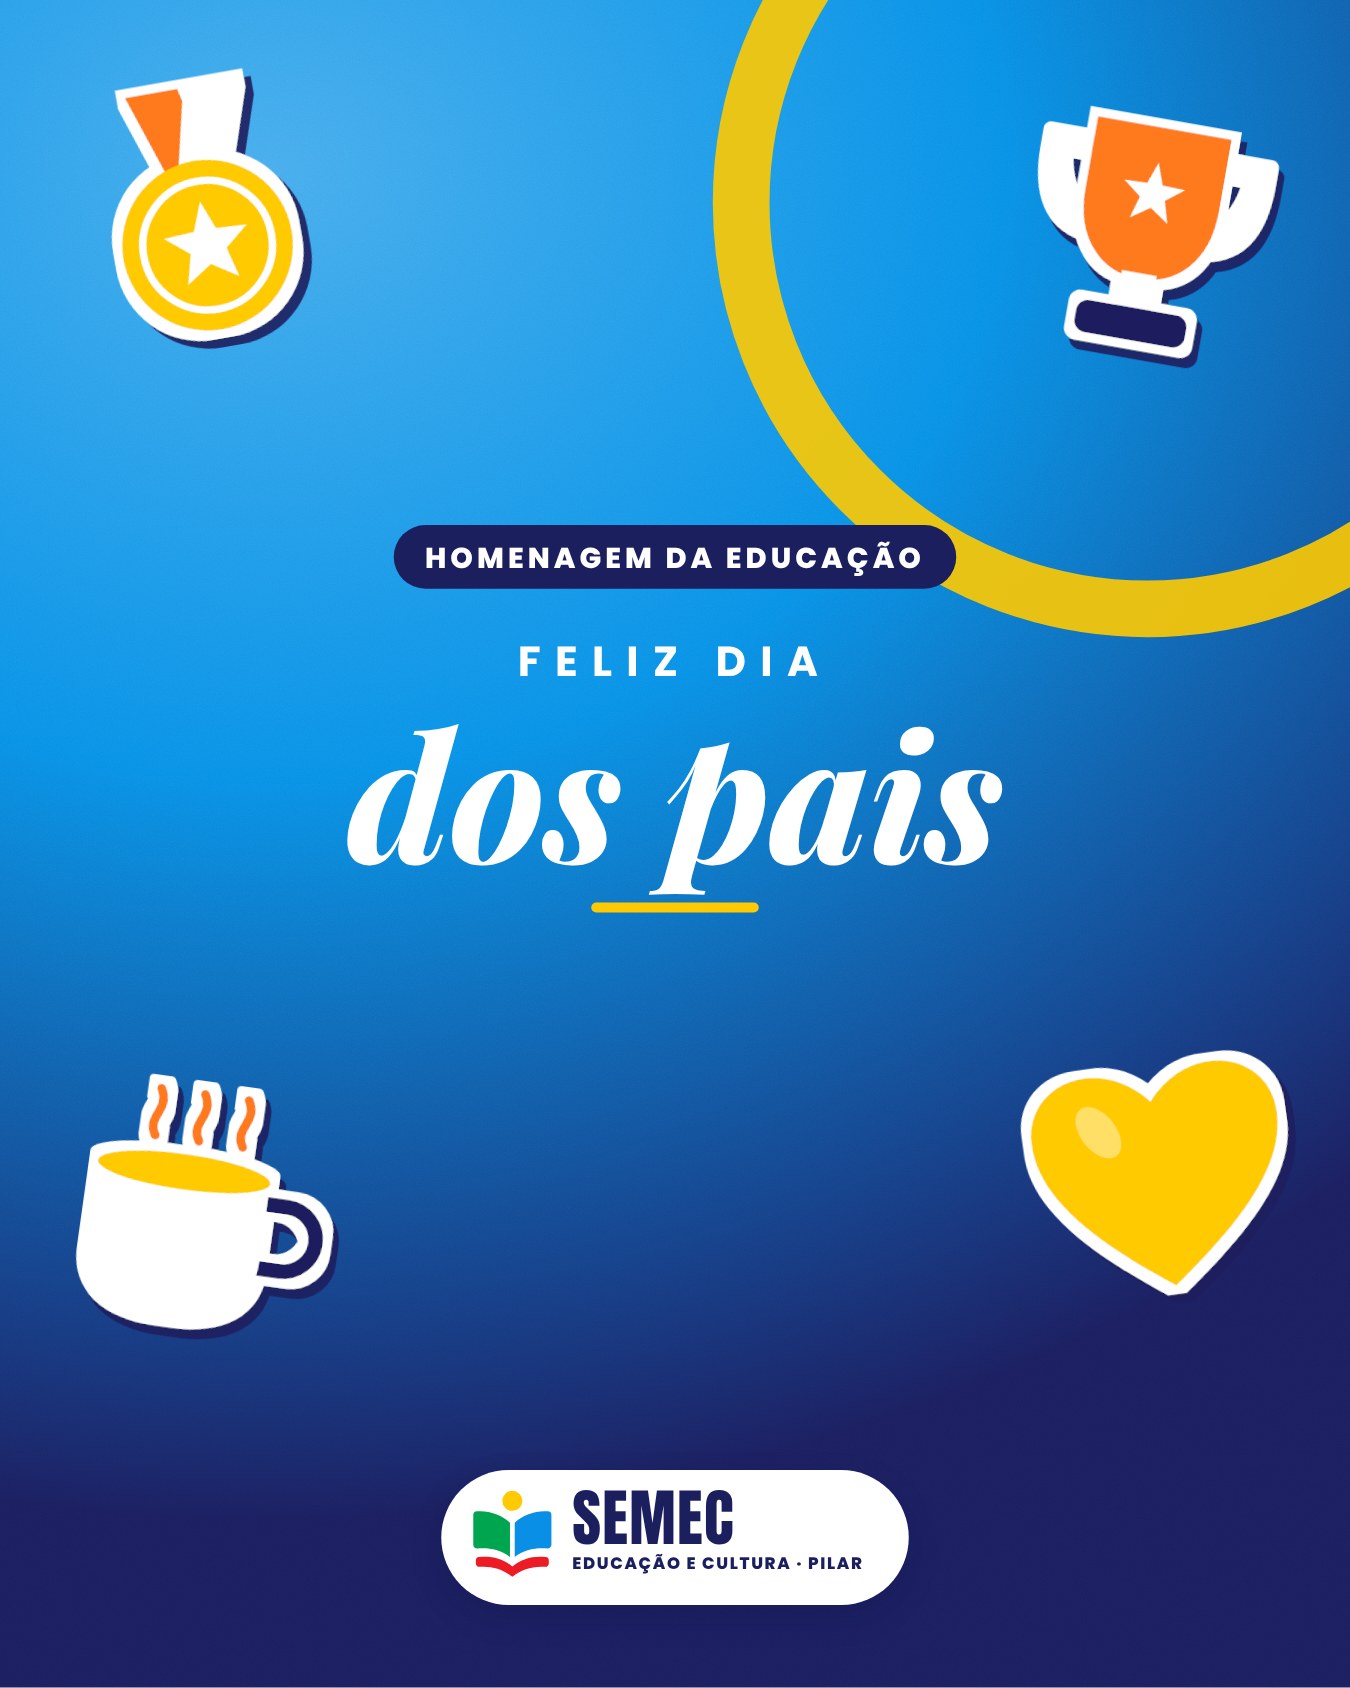 HOMENAGEM DA EDUCAÇÃO
FELIZ DIA
dos pais
SEMEC
EDUCAÇÃO E CULTURA · PILAR